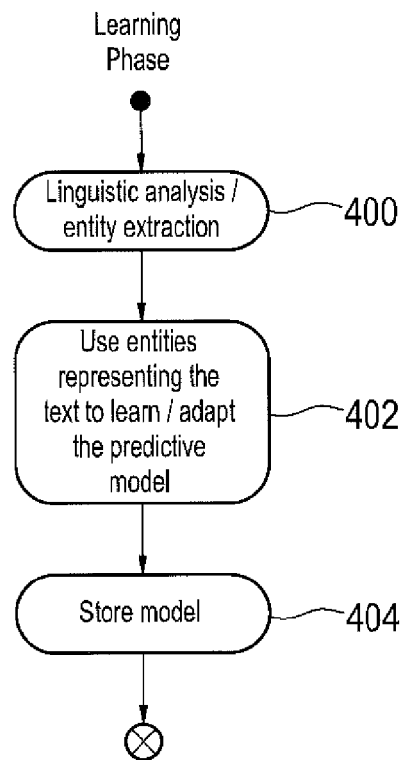 Learning
Phase
Linguistic analysis /
entity extraction
400
Use entities
representing the
text to learn / adapt
the predictive
model
402
Store model
404